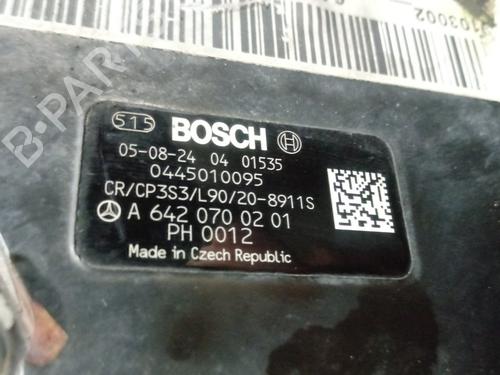 103002
B-PARTS
515 BOSCH
05-08-24 04 01535
0445010095
CR/CP3S3/L90/20-8911S
A 642 070 02 01
PH 0012
Made in Czech Republic